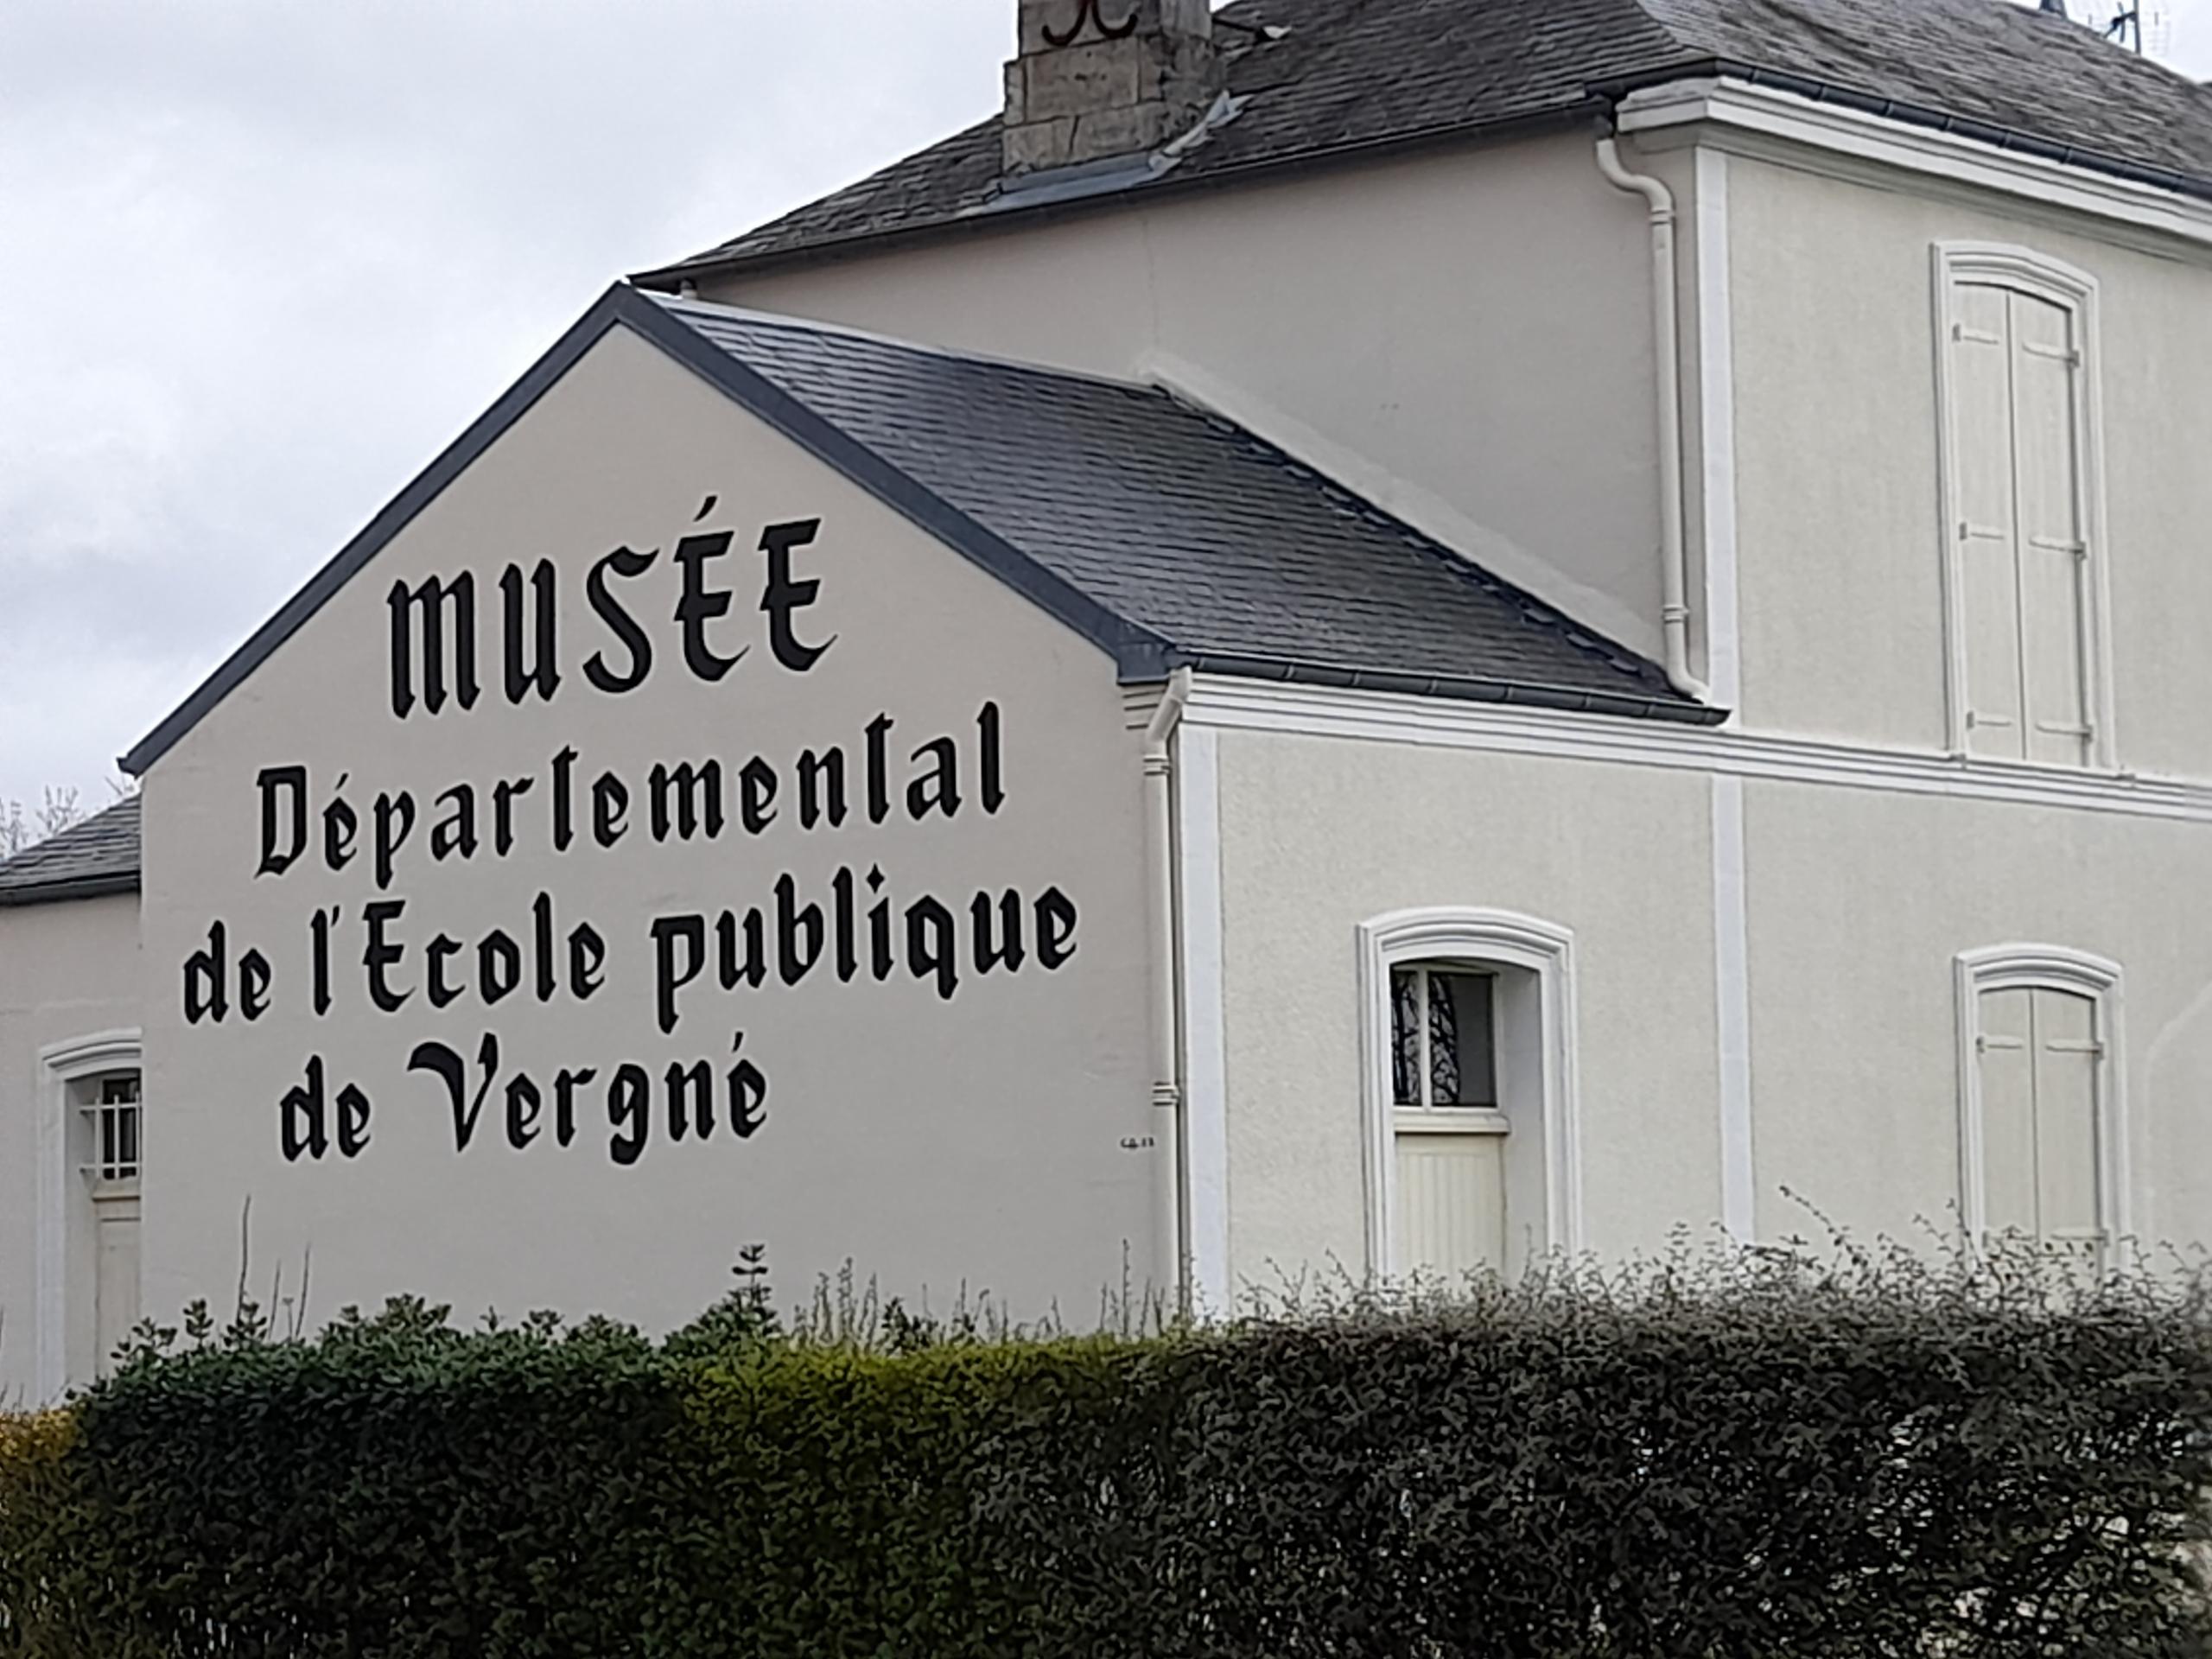 MUSÉE
Départemental
de l'Ecole publique
de Vergné